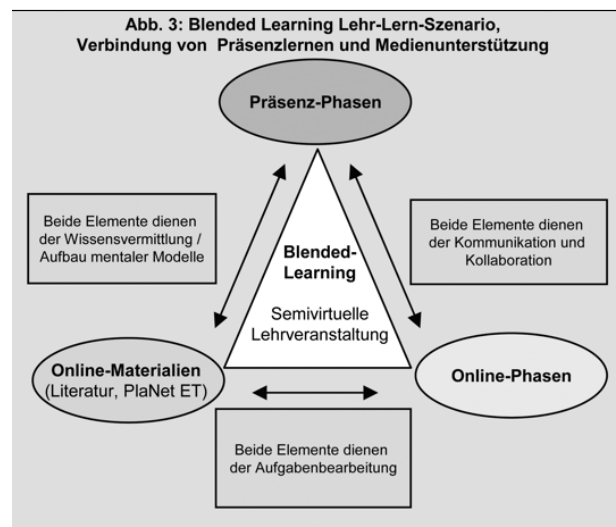 Abb. 3: Blended Learning Lehr-Lern-Szenario,
Verbindung von Präsenzlernen und Medienunterstützung
Präsenz-Phasen
Beide Elemente dienen
der Wissensvermittlung /
Aufbau mentaler Modelle
Beide Elemente dienen
der Kommunikation und
Kollaboration
Blended-
Learning
Semivirtuelle
Lehrveranstaltung
Online-Materialien
(Literatur, PlaNet ET)
Online-Phasen
Beide Elemente dienen
der Aufgabenbearbeitung